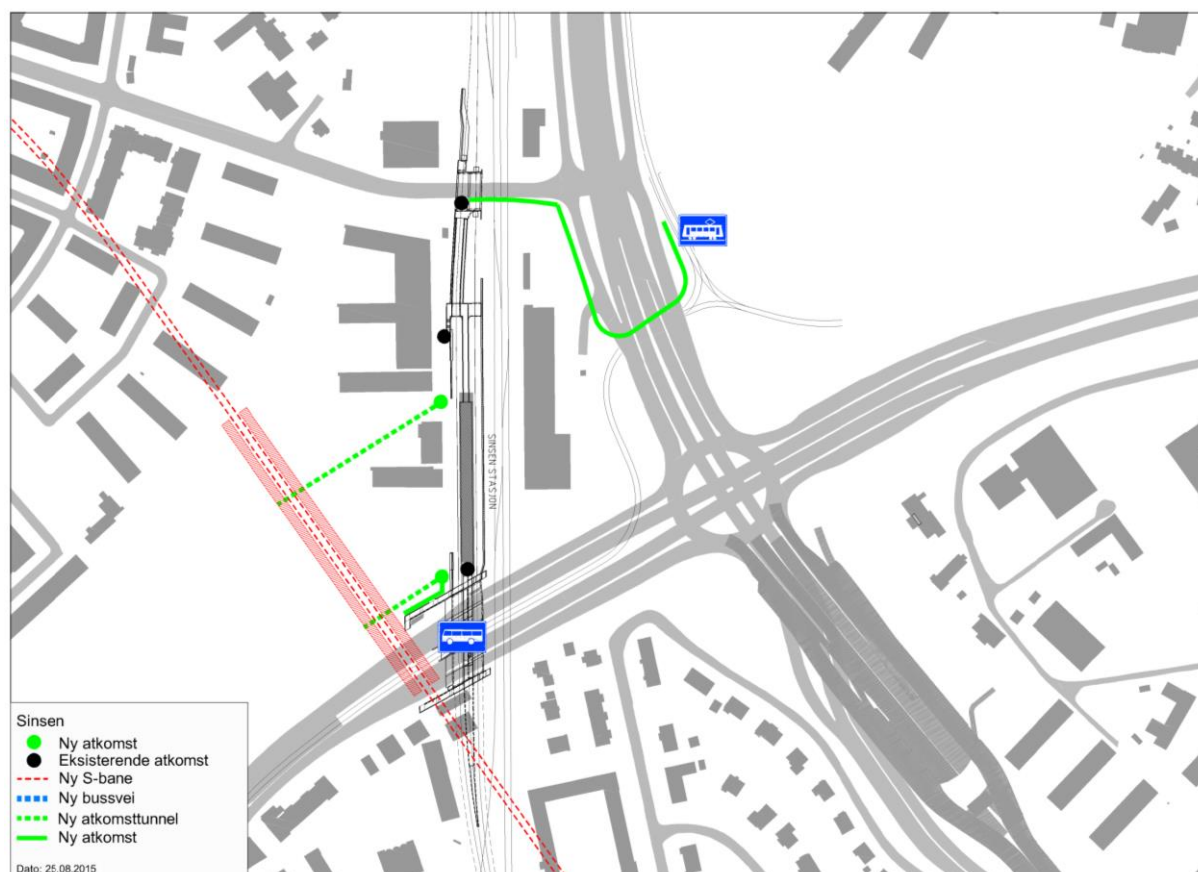 SINSEN STASJON
Sinsen
Ny atkomst
Eksisterende atkomst
Ny S-bane
Ny bussvei
Ny atkomsttunnel
Ny atkomst
Dato: 25.08.2015